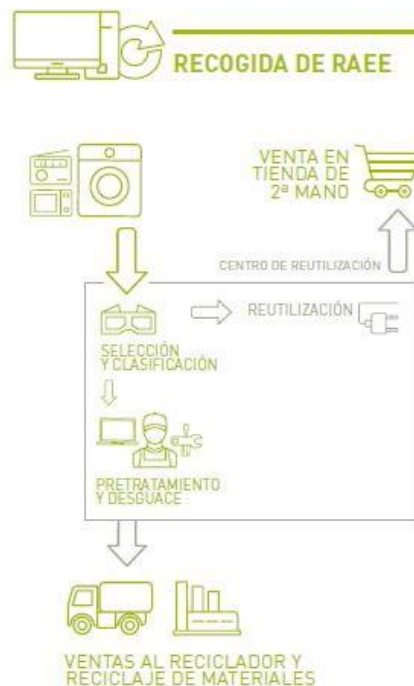 RECOGIDA DE RAEE
VENTA EN
TIENDA DE
2ª MANO
CENTRO DE REUTILIZACIÓN
REUTILIZACIÓN
SELECCIÓN
Y CLASIFICACIÓN
PRETRATAMIENTO
Y DESGUACE
VENTAS AL RECICLADOR Y
RECICLAJE DE MATERIALES